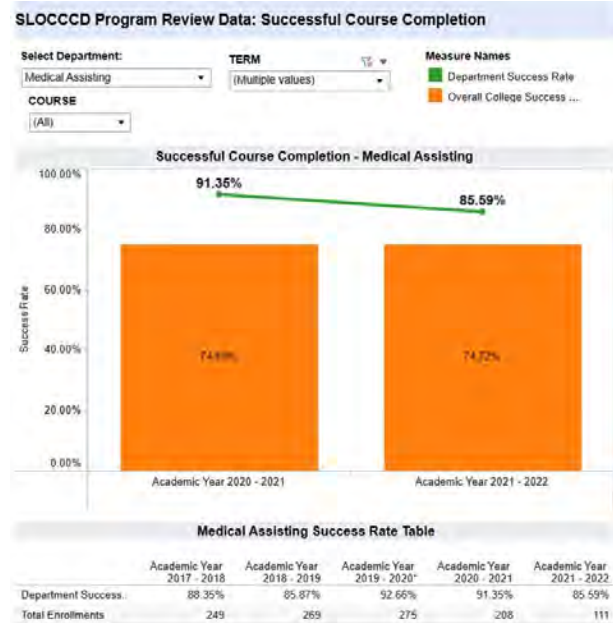 SLOCCCD Program Review Data: Successful Course Completion
Select Department:
Medical Assisting
TERM
(Multiple values)
Measure Names
Department Success Rate
Overall College Success ...
COURSE
(All)
Successful Course Completion - Medical Assisting
100.00%
80.00%
60.00%
40.00%
20.00%
0.00%
Success Rate
91.35%
85.59%
74.72%
Academic Year 2020 - 2021
Academic Year 2021 - 2022
Medical Assisting Success Rate Table
Academic Year 2017 - 2018
Academic Year 2018 - 2019
Academic Year 2019 - 2020*
Academic Year 2020 - 2021
Academic Year 2021 - 2022
Department Success.. 88.35% 85.87% 92.66% 91.35% 85.59%
Total Enrollments 249 269 275 208 111